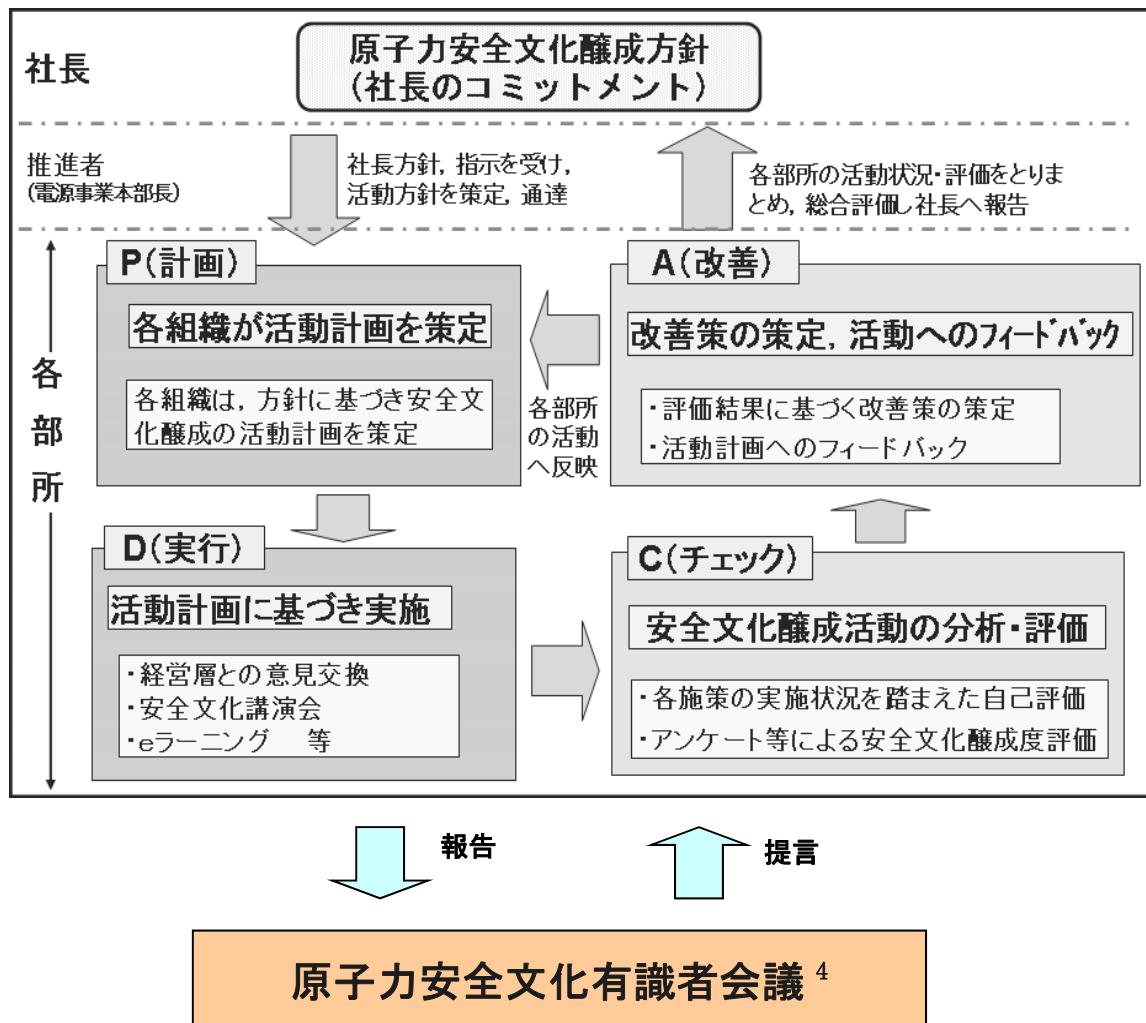 社長
原子力安全文化醸成方針
(社長のコミットメント)
推進者
(電源事業本部長)
社長方針，指示を受け，
活動方針を策定，通達
各部所の活動状況・評価をとりま
とめ，総合評価し社長へ報告
各部所
P(計画)
各組織が活動計画を策定
各組織は，方針に基づき安全文
化醸成の活動計画を策定
各部所
の活動
へ反映
A(改善)
改善策の策定，活動へのフィードバック
・評価結果に基づく改善策の策定
・活動計画へのフィードバック
D(実行)
活動計画に基づき実施
・経営層との意見交換
・安全文化講演会
・eラーニング　等
C(チェック)
安全文化醸成活動の分析・評価
・各施策の実施状況を踏まえた自己評価
・アンケート等による安全文化醸成度評価
報告
提言
原子力安全文化有識者会議 4